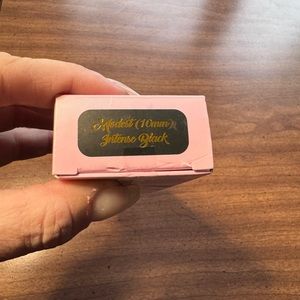 Modest (10mm)
Intense Black